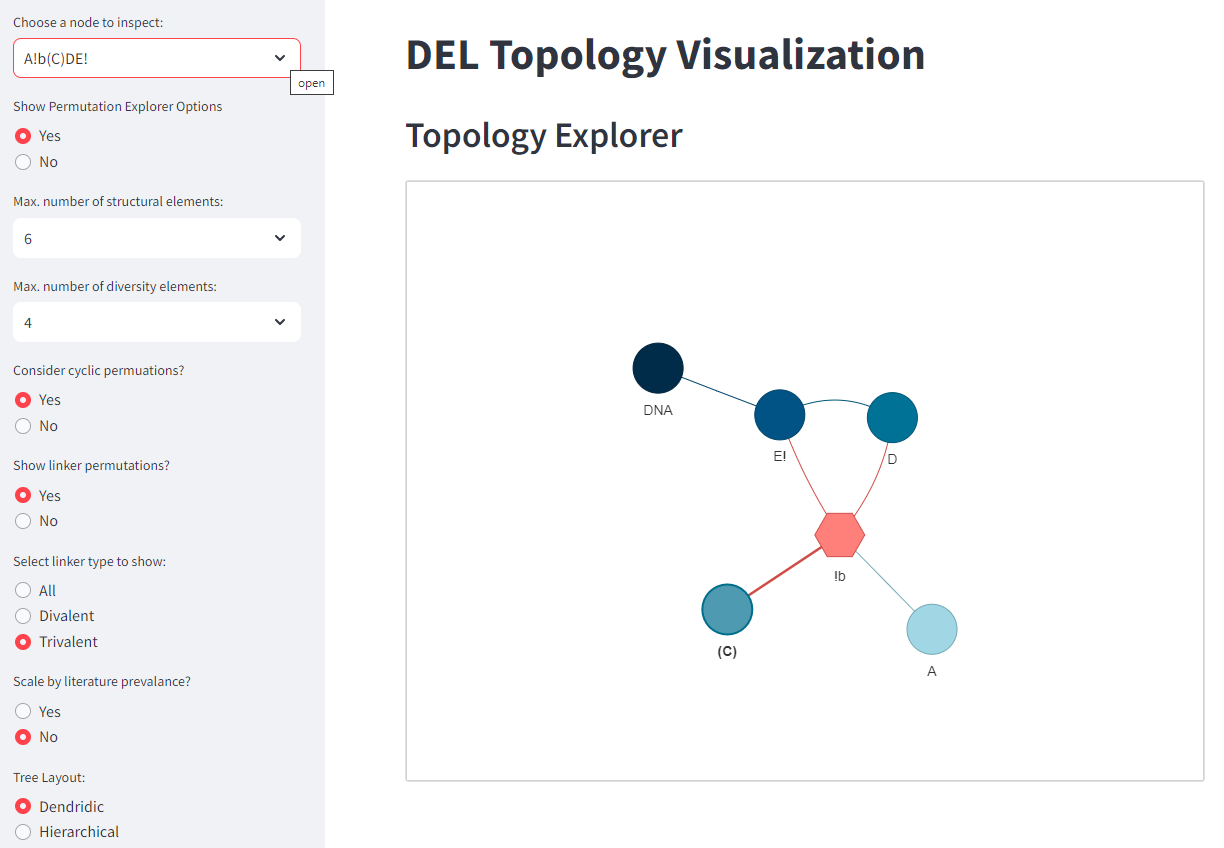 Choose a node to inspect:
A!b(C)DE!
open
Show Permutation Explorer Options
Yes
No
Max. number of structural elements:
6
Max. number of diversity elements:
4
Consider cyclic permuations?
Yes
No
Show linker permutations?
Yes
No
Select linker type to show:
All
Divalent
Trivalent
Scale by literature prevalance?
Yes
No
Tree Layout:
Dendridic
Hierarchical
DEL Topology Visualization
Topology Explorer
DNA
E!
D
!b
(C)
A